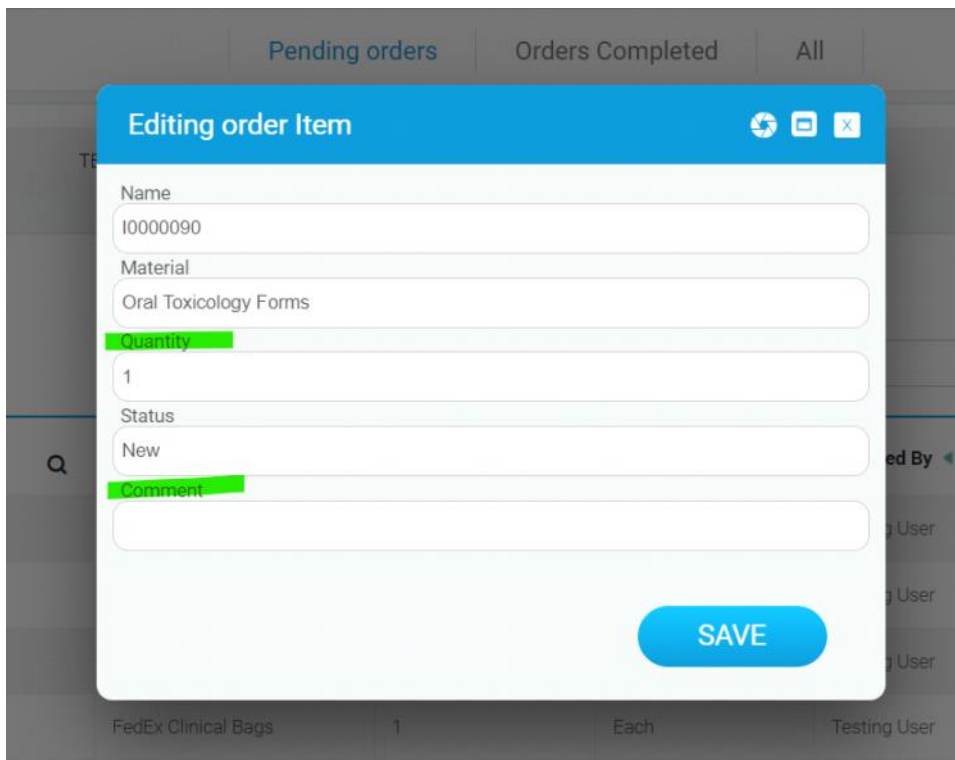 Pending orders Orders Completed All
Editing order Item
X
Name
I0000090
Material
Oral Toxicology Forms
Quantity
1
Status
New
ed By
Comment
User
User
User
SAVE
FedEx Clinical Bags 1 Each Testing User